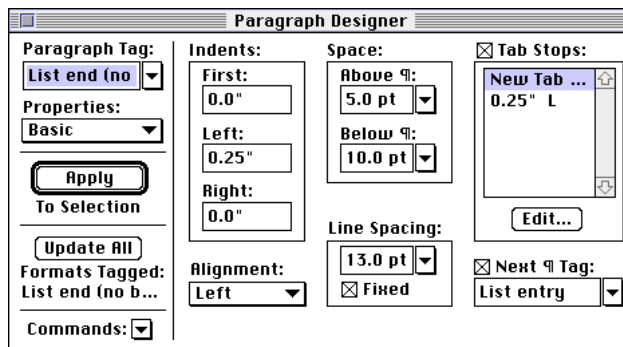 Paragraph Designer
Paragraph Tag:
List end (no
Properties:
Basic
Apply
To Selection
Update All
Formats Tagged:
List end (no b...
Commands:
Indents:
First:
0.0"
Left:
0.25"
Right:
0.0"
Alignment:
Left
Space:
Above ¶:
5.0 pt
Below ¶:
10.0 pt
Line Spacing:
13.0 pt
Fixed
Tab Stops:
New Tab ...
0.25" L
Edit...
Next ¶ Tag:
List entry